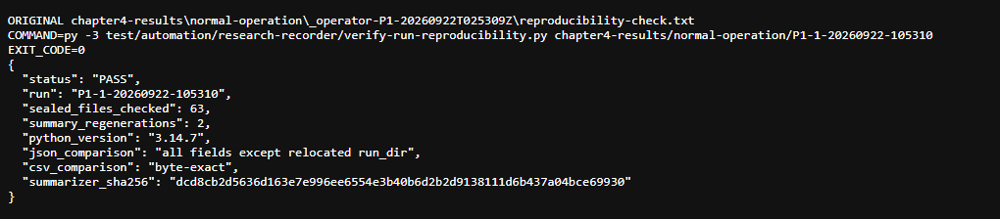 ORIGINAL chapter4-results\normal-operation\_operator-P1-20260922T025309Z\reproducibility-check.txt
COMMAND=py -3 test/automation/research-recorder/verify-run-reproducibility.py chapter4-results/normal-operation/P1-1-20260922-105310
EXIT_CODE=0
{
  "status": "PASS",
  "run": "P1-1-20260922-105310",
  "sealed_files_checked": 63,
  "summary_regenerations": 2,
  "python_version": "3.14.7",
  "json_comparison": "all fields except relocated run_dir",
  "csv_comparison": "byte-exact",
  "summarizer_sha256": "dcd8cb2d5636d163e7e996ee6554e3b40b6d2b2d9138111d6b437a04bce69930"
}